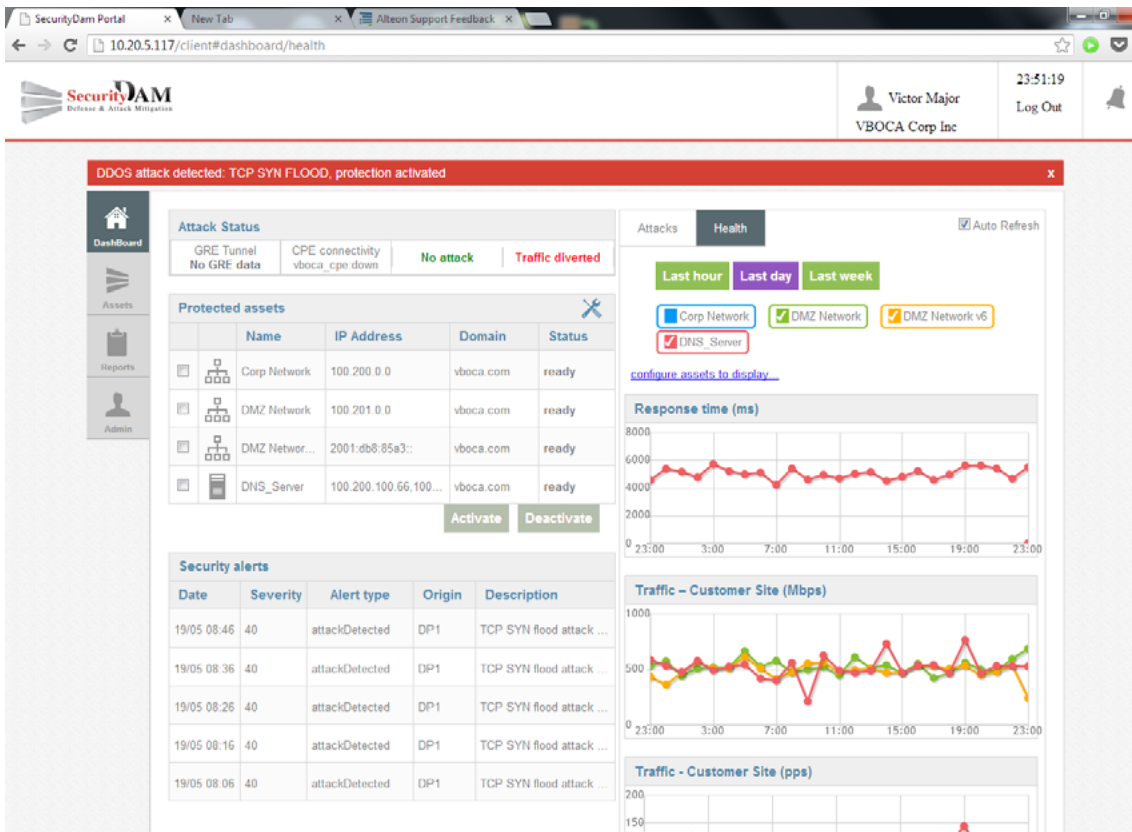 SecurityDam Portal
New Tab
Alteon Support Feedback
10.20.5.117/client#dashboard/health
SecurityDAM
Defense & Attack Mitigation
Victor Major
VBOCA Corp Inc
23:51:19
Log Out
DDOS attack detected: TCP SYN FLOOD, protection activated
x
DashBoard
Assets
Reports
Admin
Attack Status
GRE Tunnel
No GRE data
CPE connectivity
vboca_cpe down
No attack
Traffic diverted
Protected assets
Name IP Address Domain Status
Corp Network 100.200.0.0 vboca.com ready
DMZ Network 100.201.0.0 vboca.com ready
DMZ Networ... 2001:db8:85a3:: vboca.com ready
DNS_Server 100.200.100.66,100... vboca.com ready
Activate Deactivate
Security alerts
Date Severity Alert type Origin Description
19/05 08:46 40 attackDetected DP1 TCP SYN flood attack ...
19/05 08:36 40 attackDetected DP1 TCP SYN flood attack ...
19/05 08:26 40 attackDetected DP1 TCP SYN flood attack ...
19/05 08:16 40 attackDetected DP1 TCP SYN flood attack ...
19/05 08:06 40 attackDetected DP1 TCP SYN flood attack ...
Attacks Health Auto Refresh
Last hour Last day Last week
Corp Network DMZ Network DMZ Network v6
DNS_Server
configure assets to display...
Response time (ms)
8000
6000
4000
2000
0
23:00 3:00 7:00 11:00 15:00 19:00 23:00
Traffic – Customer Site (Mbps)
1000
500
0
23:00 3:00 7:00 11:00 15:00 19:00 23:00
Traffic - Customer Site (pps)
200
150